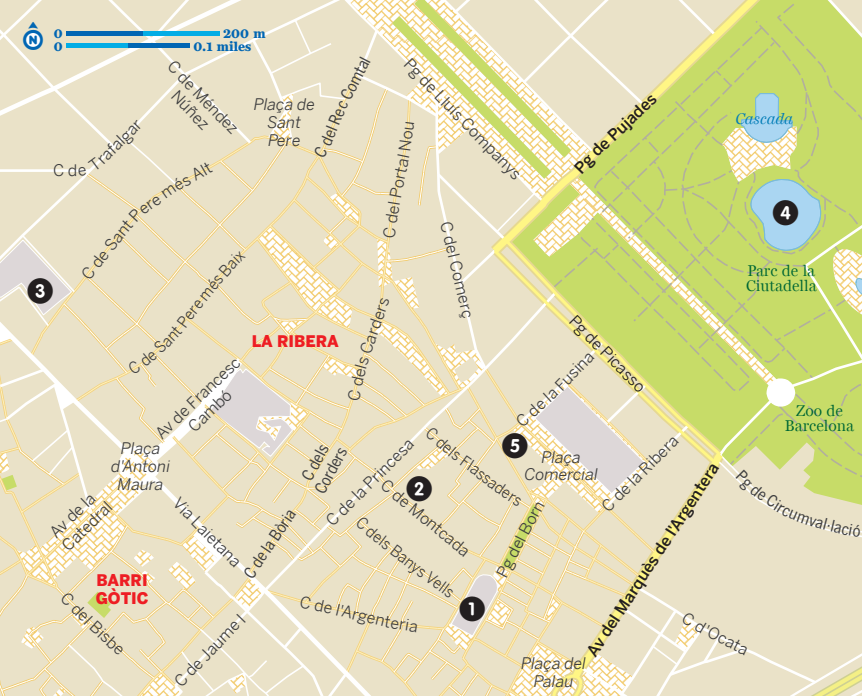 N
0 200 m
0 0.1 miles
C de Méndez
Núñez
Plaça de
Sant
Pere
C del Rec Comtal
Pg de Lluís Companys
Pg de Pujades
Cascada
C de Trafalgar
C de Sant Pere més Alt
C del Portal Nou
4
C del Comerç
Parc de la
Ciutadella
3
C de Sant Pere més Baix
LA RIBERA
C dels Carders
Pg de Picasso
Av de Francesc
Cambó
C de la Fusina
Zoo de
Barcelona
Plaça
d'Antoni
Maura
C dels
Corders
C de la Princesa
C dels Flassaders
5
Plaça
Comercial
C de la Ribera
2
C de Montcada
Pg de Circumval·lació
Av de la
Catedral
Via Laietana
C de la Bòria
C dels Banys Vells
Pg del Born
Av del Marquès de l'Argentera
BARRI
GÒTIC
C del Bisbe
1
C de l'Argenteria
C de Jaume I
C d'Ocata
Plaça del
Palau